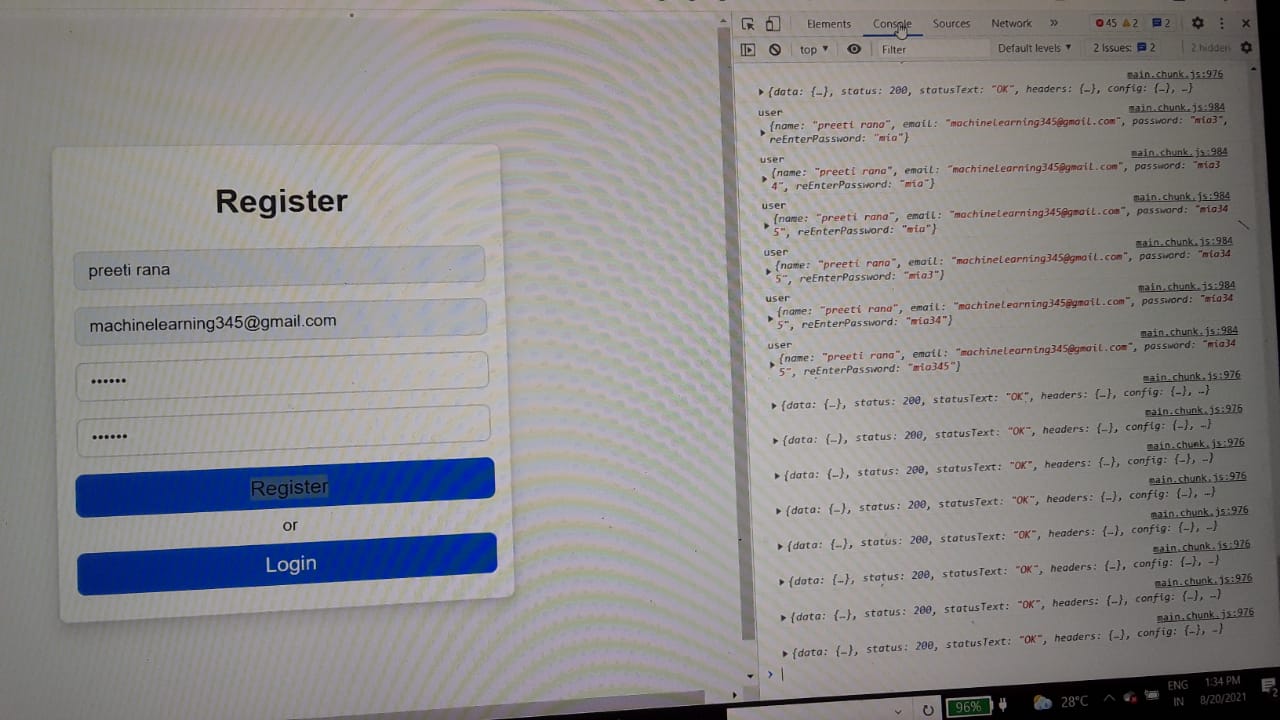 Register
preeti rana
machinelearning345@gmail.com
••••••
••••••
Register
or
Login
Elements Console Sources Network » 45 2 2
top ▼ Filter Default levels ▼ 2 Issues: 2 2 hidden
main.chunk.js:976
▶ {data: {…}, status: 200, statusText: "OK", headers: {…}, config: {…}, …}
main.chunk.js:984
user
▶ {name: "preeti rana", email: "machinelearning345@gmail.com", password: "mia3",
reEnterPassword: "mia"}
main.chunk.js:984
user
▶ {name: "preeti rana", email: "machinelearning345@gmail.com", password: "mia3
4", reEnterPassword: "mia"}
main.chunk.js:984
user
▶ {name: "preeti rana", email: "machinelearning345@gmail.com", password: "mia34
5", reEnterPassword: "mia"}
main.chunk.js:984
user
▶ {name: "preeti rana", email: "machinelearning345@gmail.com", password: "mia34
5", reEnterPassword: "mia3"}
main.chunk.js:984
user
▶ {name: "preeti rana", email: "machinelearning345@gmail.com", password: "mia34
5", reEnterPassword: "mia34"}
main.chunk.js:984
user
▶ {name: "preeti rana", email: "machinelearning345@gmail.com", password: "mia34
5", reEnterPassword: "mia345"}
main.chunk.js:976
▶ {data: {…}, status: 200, statusText: "OK", headers: {…}, config: {…}, …}
main.chunk.js:976
▶ {data: {…}, status: 200, statusText: "OK", headers: {…}, config: {…}, …}
main.chunk.js:976
▶ {data: {…}, status: 200, statusText: "OK", headers: {…}, config: {…}, …}
main.chunk.js:976
▶ {data: {…}, status: 200, statusText: "OK", headers: {…}, config: {…}, …}
main.chunk.js:976
▶ {data: {…}, status: 200, statusText: "OK", headers: {…}, config: {…}, …}
main.chunk.js:976
▶ {data: {…}, status: 200, statusText: "OK", headers: {…}, config: {…}, …}
main.chunk.js:976
▶ {data: {…}, status: 200, statusText: "OK", headers: {…}, config: {…}, …}
main.chunk.js:976
▶ {data: {…}, status: 200, statusText: "OK", headers: {…}, config: {…}, …}
96% 28°C ENG 1:34 PM
IN 8/20/2021 2